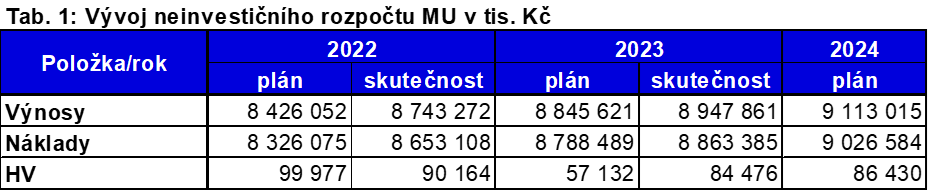 Tab. 1: Vývoj neinvestičního rozpočtu MU v tis. Kč
Položka/rok 2022 2023 2024
plán skutečnost plán skutečnost plán
Výnosy 8 426 052 8 743 272 8 845 621 8 947 861 9 113 015
Náklady 8 326 075 8 653 108 8 788 489 8 863 385 9 026 584
HV 99 977 90 164 57 132 84 476 86 430